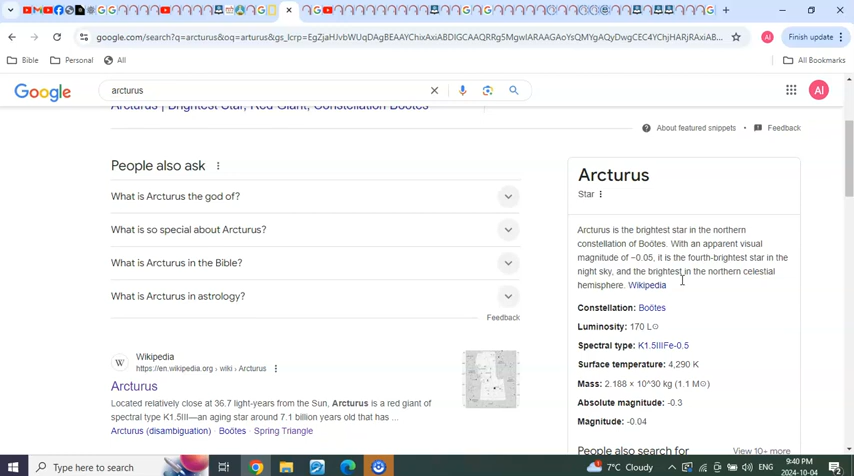 google.com/search?q=arcturus&oq=arturus&gs_lcrp=EgZjaHJvbWUqDAgBEAAYChixAxiABDIGCAAQRRg5MgwIARAAGAoYsQMYgAQyDwgCEC4YChjHARjRAxiAB...
Finish update
Bible
Personal
All
All Bookmarks
Google
arcturus
AI
Arcturus | Brightest Star, Red Giant, Constellation Boötes
About featured snippets • Feedback
People also ask
What is Arcturus the god of?
What is so special about Arcturus?
What is Arcturus in the Bible?
What is Arcturus in astrology?
Feedback
W
Wikipedia
https://en.wikipedia.org › wiki › Arcturus
Arcturus
Located relatively close at 36.7 light-years from the Sun, Arcturus is a red giant of
spectral type K1.5III—an aging star around 7.1 billion years old that has ...
Arcturus (disambiguation) · Boötes · Spring Triangle
Arcturus
Star
Arcturus is the brightest star in the northern
constellation of Boötes. With an apparent visual
magnitude of −0.05, it is the fourth-brightest star in the
night sky, and the brightest in the northern celestial
hemisphere. Wikipedia
Constellation: Boötes
Luminosity: 170 L☉
Spectral type: K1.5IIIFe-0.5
Surface temperature: 4,290 K
Mass: 2.188 × 10^30 kg (1.1 M☉)
Absolute magnitude: -0.3
Magnitude: -0.04
People also search for
View 10+ more
Type here to search
7°C Cloudy
ENG
9:40 PM
2024-10-04